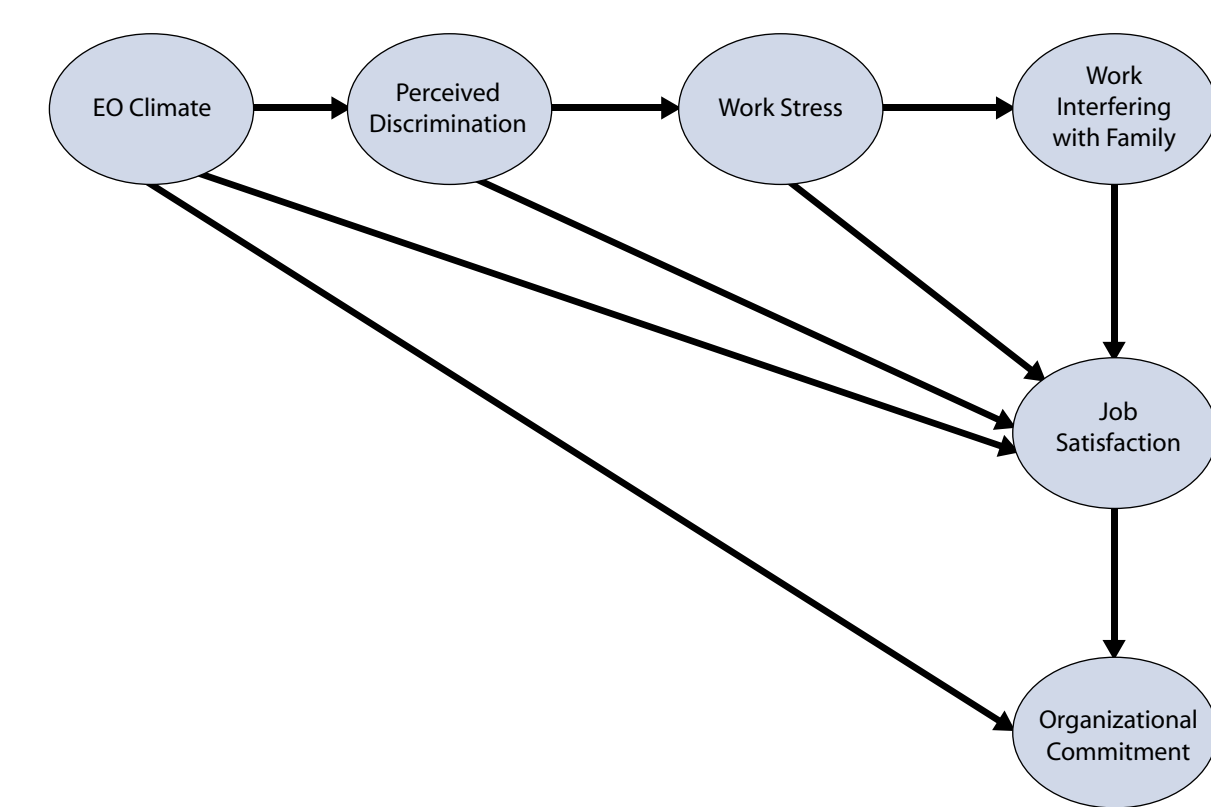 EO Climate
Perceived
Discrimination
Work Stress
Work
Interfering
with Family
Job
Satisfaction
Organizational
Commitment